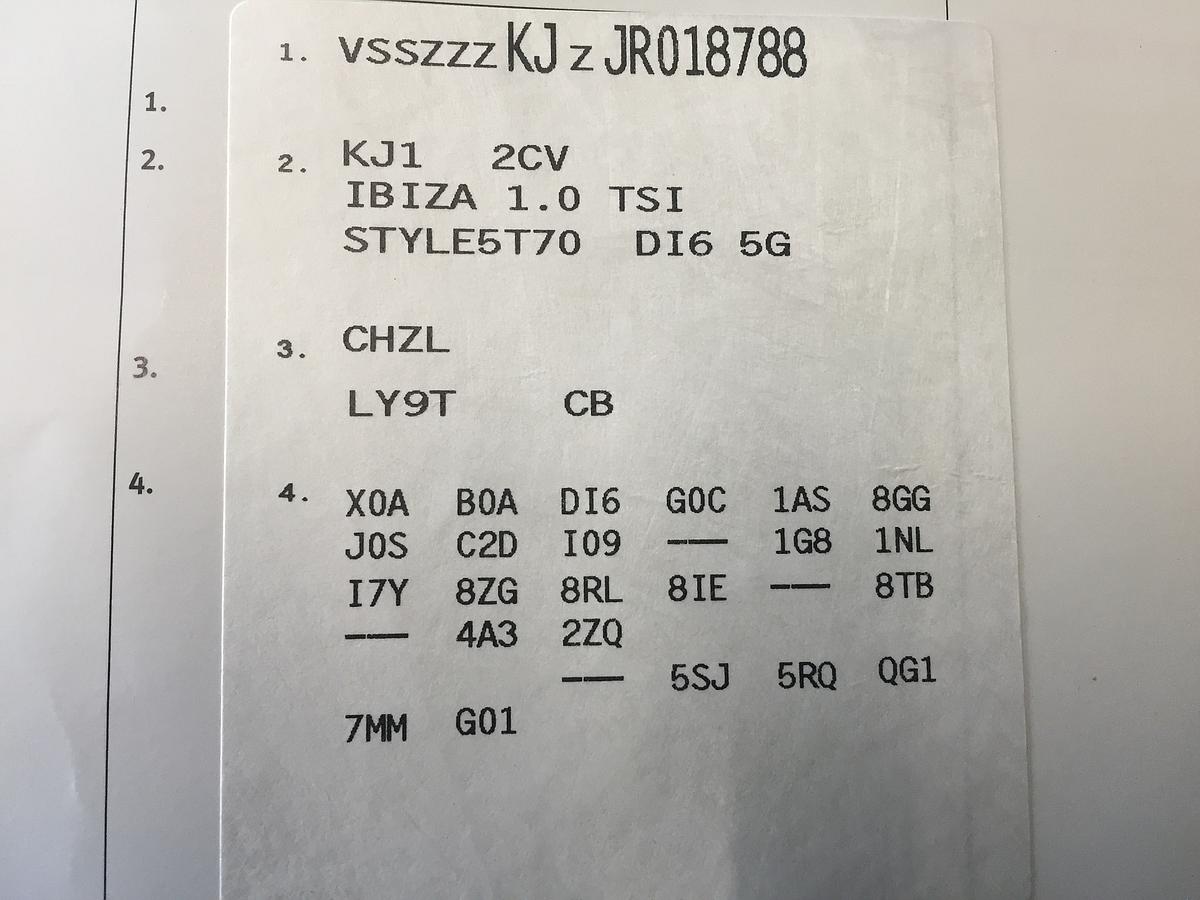 1. VSSZZZKJzJR018788
1.
2.
2. KJ1 2CV
IBIZA 1.0 TSI
STYLE5T70 DI6 5G
3.
3. CHZL
LY9T CB
4.
4. X0A B0A DI6 G0C 1AS 8GG
J0S C2D I09 --- 1G8 1NL
I7Y 8ZG 8RL 8IE --- 8TB
--- 4A3 2ZQ
--- 5SJ 5RQ QG1
7MM G01